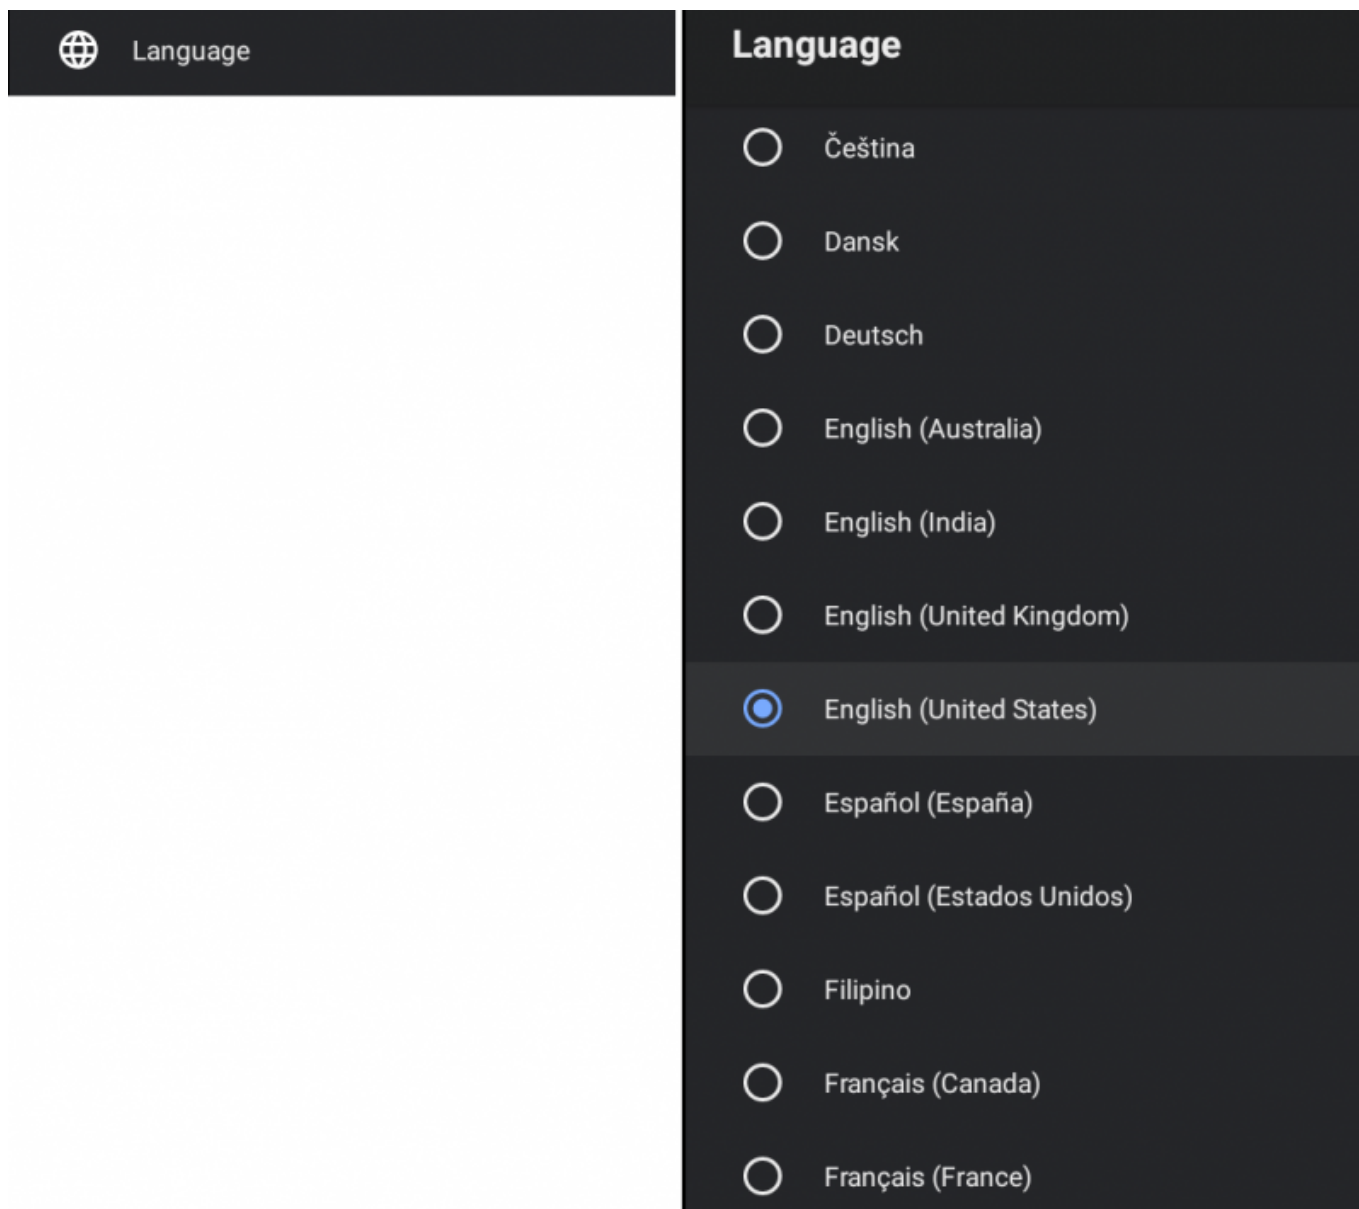 Language
Language
Čeština
Dansk
Deutsch
English (Australia)
English (India)
English (United Kingdom)
English (United States)
Español (España)
Español (Estados Unidos)
Filipino
Français (Canada)
Français (France)